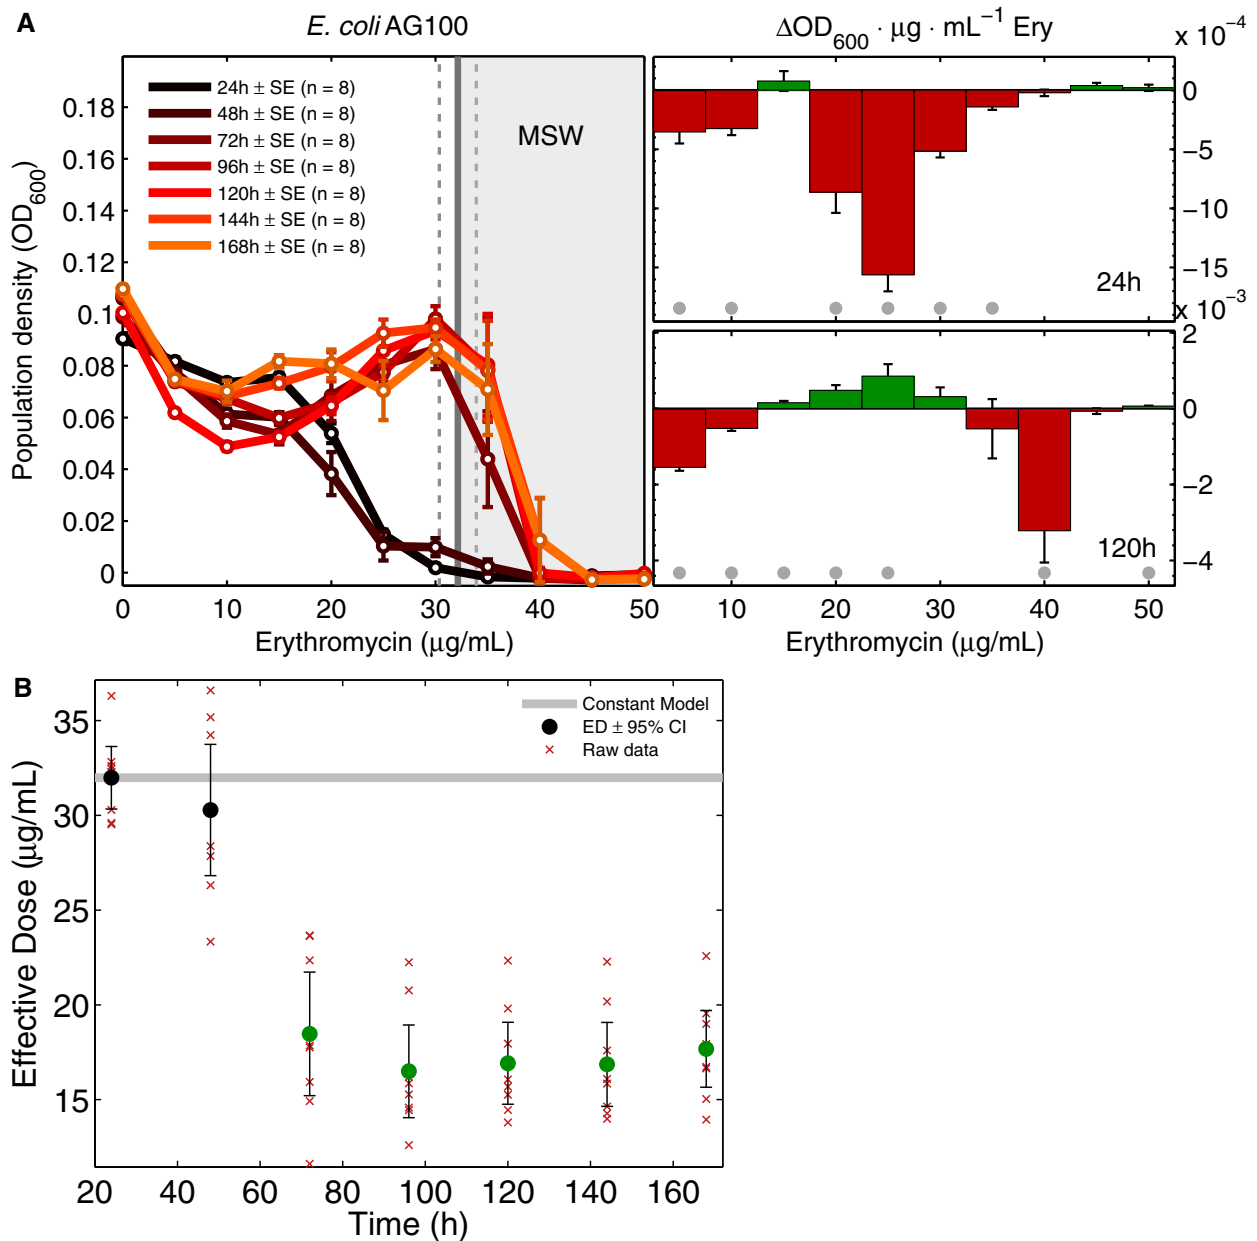 A
E. coli AG100
ΔOD600 · μg · mL−1 Ery
x 10−4
24h ± SE (n = 8)
48h ± SE (n = 8)
72h ± SE (n = 8)
96h ± SE (n = 8)
120h ± SE (n = 8)
144h ± SE (n = 8)
168h ± SE (n = 8)
MSW
Population density (OD600)
0.18
0.16
0.14
0.12
0.1
0.08
0.06
0.04
0.02
0
0 10 20 30 40 50
Erythromycin (μg/mL)
0
−5
−10
−15
24h
x 10−3
2
0
−2
−4
120h
10 20 30 40 50
Erythromycin (μg/mL)
B
Constant Model
ED ± 95% CI
Raw data
Effective Dose (μg/mL)
35
30
25
20
15
20 40 60 80 100 120 140 160
Time (h)